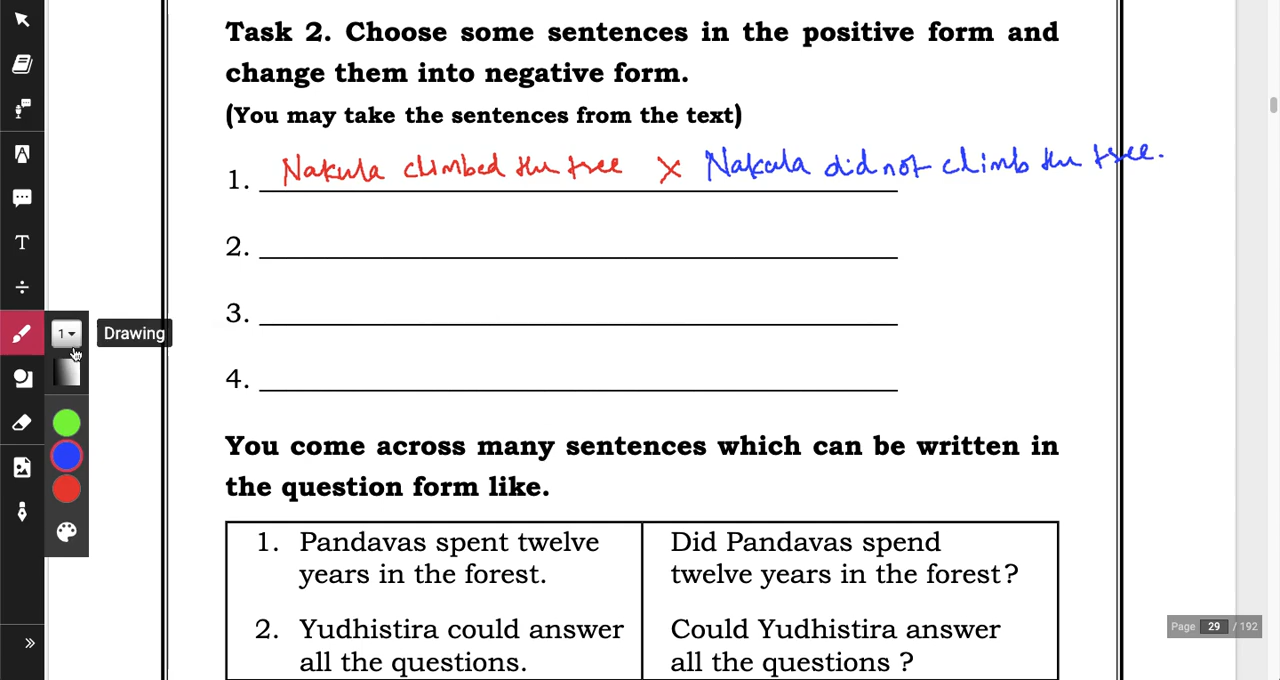 Task 2. Choose some sentences in the positive form and
change them into negative form.
(You may take the sentences from the text)
1. Nakula climbed the tree X Nakula did not climb the tree.
2.
3.
4.
1
Drawing
You come across many sentences which can be written in
the question form like.
1. Pandavas spent twelve years in the forest.
Did Pandavas spend twelve years in the forest?
2. Yudhistira could answer all the questions.
Could Yudhistira answer all the questions ?
Page 29 / 192